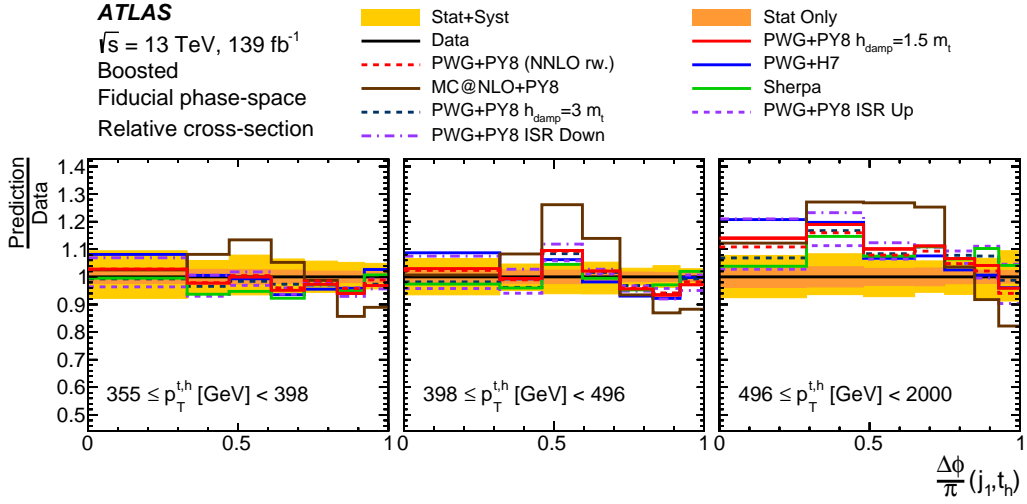 ATLAS
√s = 13 TeV, 139 fb⁻¹
Boosted
Fiducial phase-space
Relative cross-section
Stat+Syst
Stat Only
Data
PWG+PY8 h_damp=1.5 m_t
PWG+PY8 (NNLO rw.)
PWG+H7
MC@NLO+PY8
Sherpa
PWG+PY8 h_damp=3 m_t
PWG+PY8 ISR Up
PWG+PY8 ISR Down
Prediction
Data
1.4
1.3
1.2
1.1
1
0.9
0.8
0.7
0.6
0.5
355 ≤ p_T^{t,h} [GeV] < 398
398 ≤ p_T^{t,h} [GeV] < 496
496 ≤ p_T^{t,h} [GeV] < 2000
0 0.5 1 0 0.5 1 0 0.5 1
Δφ
π
(j₁,t_h)